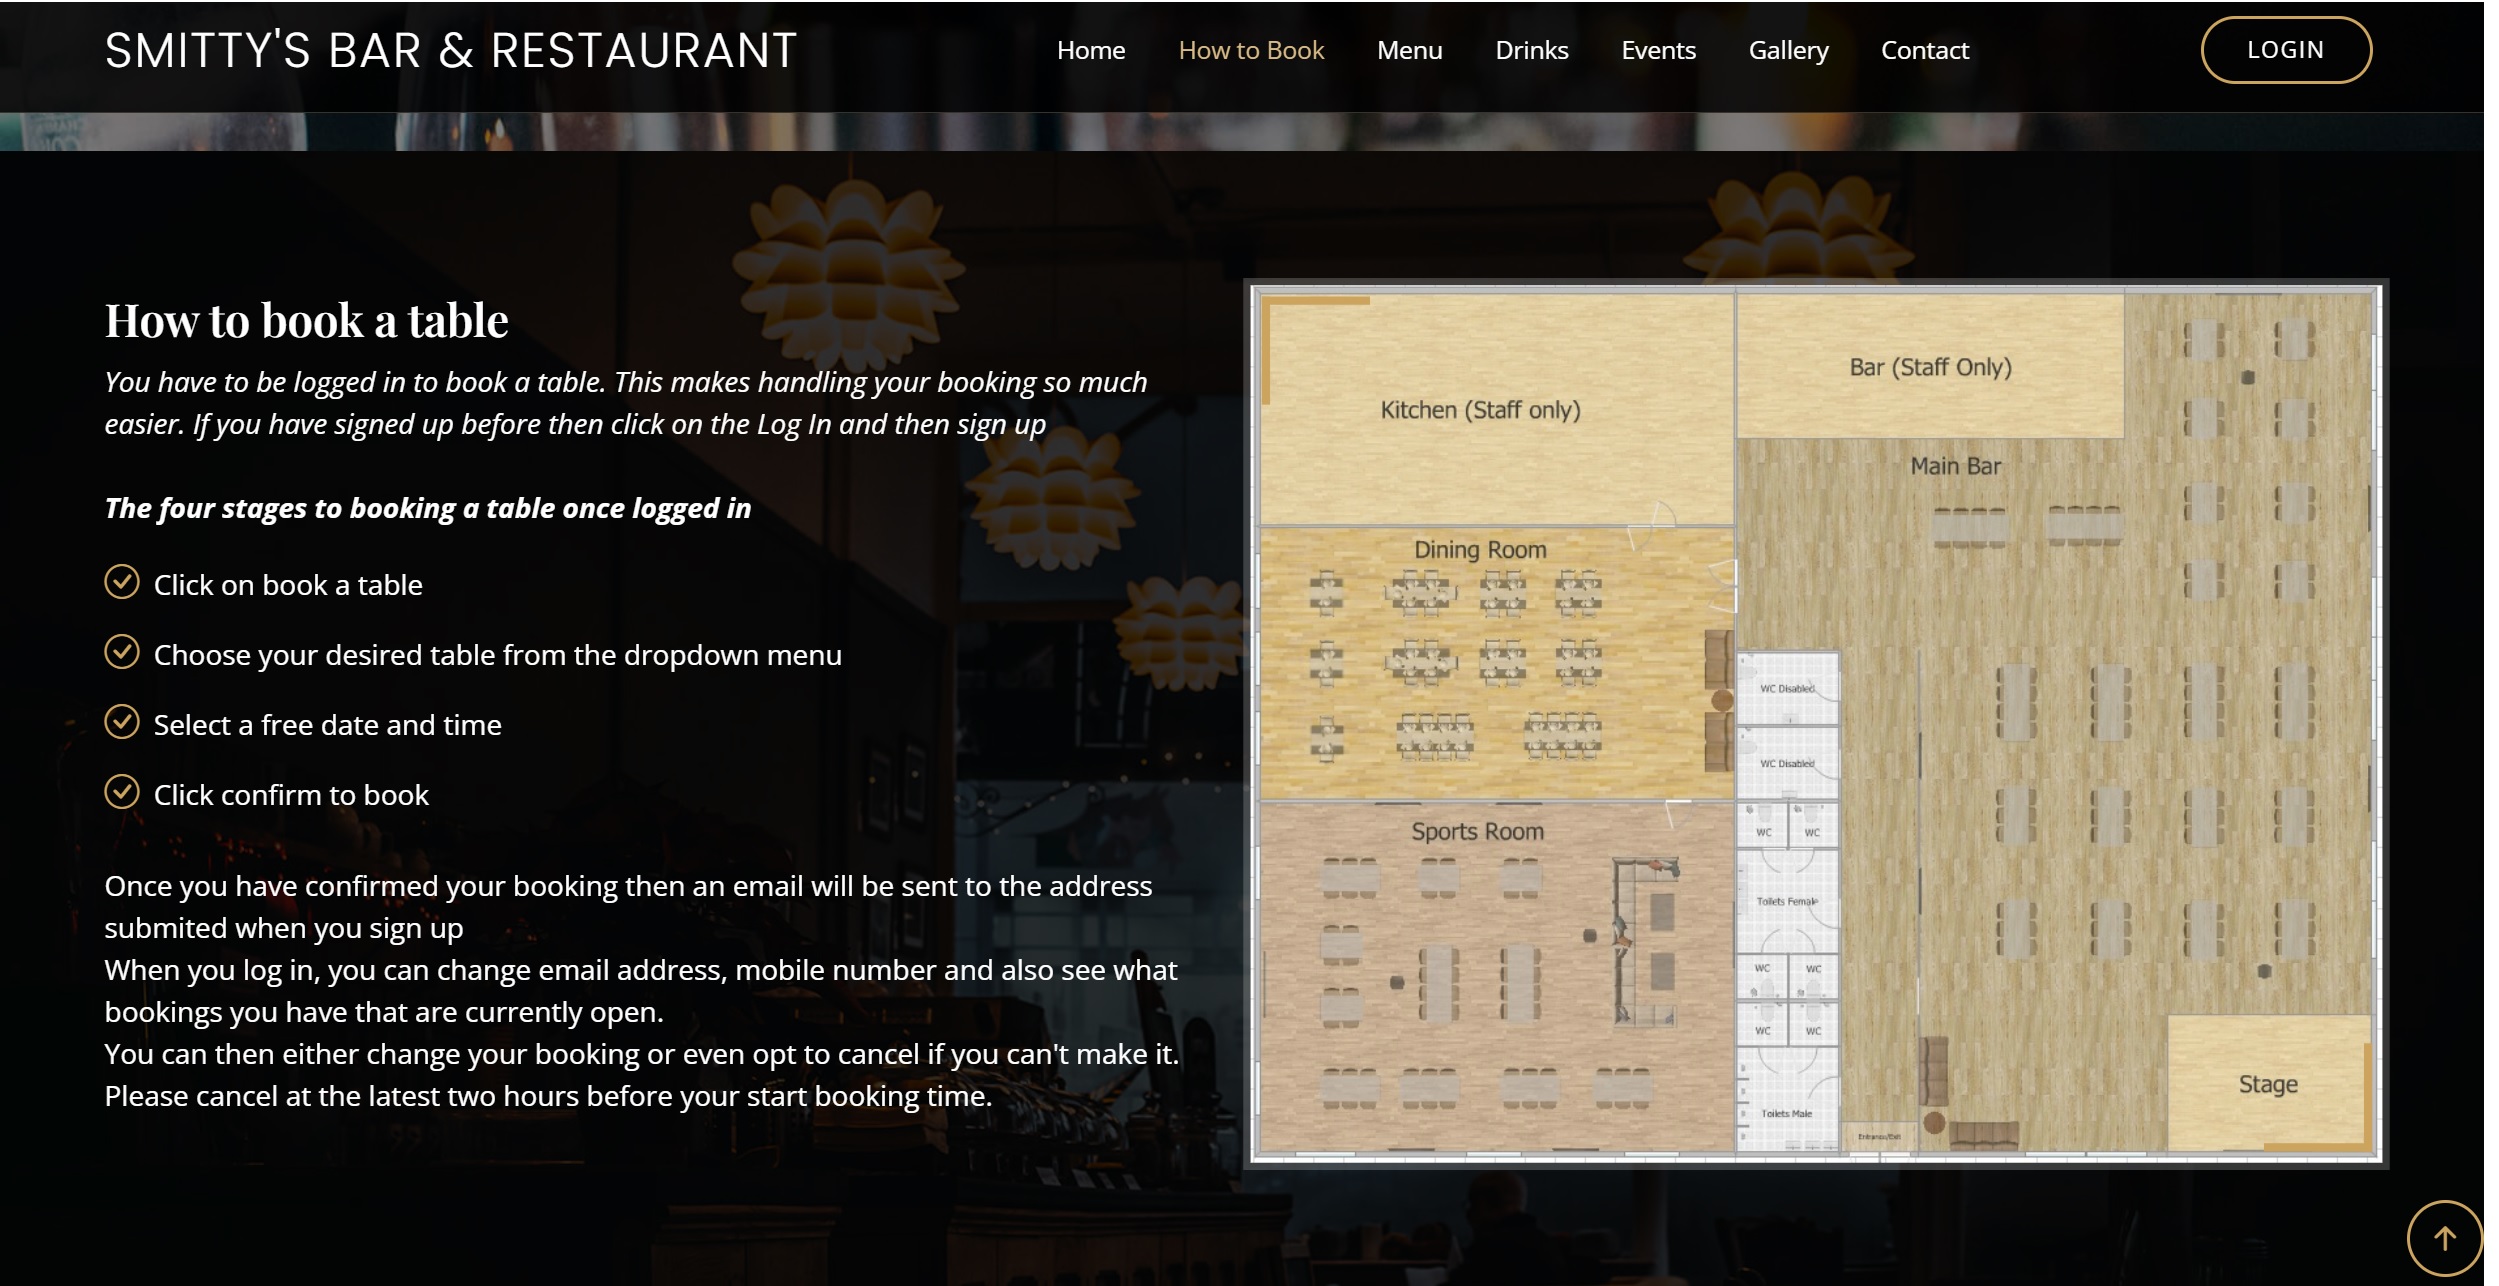 SMITTY'S BAR & RESTAURANT
Home How to Book Menu Drinks Events Gallery Contact
LOGIN
How to book a table
You have to be logged in to book a table. This makes handling your booking so much
easier. If you have signed up before then click on the Log In and then sign up
The four stages to booking a table once logged in
Click on book a table
Choose your desired table from the dropdown menu
Select a free date and time
Click confirm to book
Once you have confirmed your booking then an email will be sent to the address
submited when you sign up
When you log in, you can change email address, mobile number and also see what
bookings you have that are currently open.
You can then either change your booking or even opt to cancel if you can't make it.
Please cancel at the latest two hours before your start booking time.
Kitchen (Staff only)
Bar (Staff Only)
Main Bar
Dining Room
Sports Room
WC Disabled
WC Disabled
WC WC
Toilets Female
WC WC
WC WC
Toilets Male
Entrance/Exit
Stage